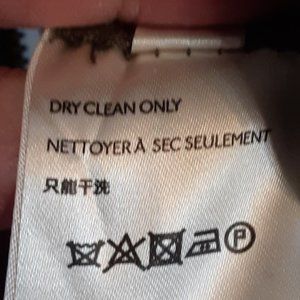 DRY CLEAN ONLY
NETTOYER À SEC SEULEMENT
只能干洗
P